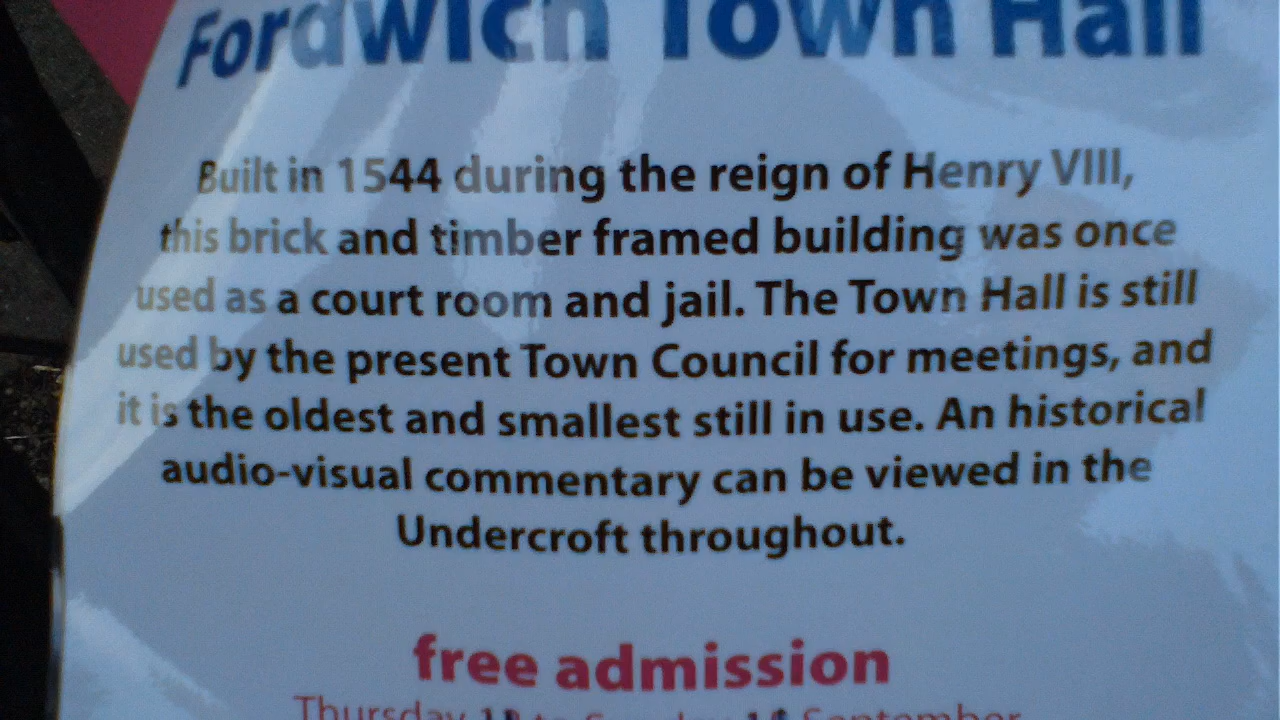 Fordwich Town Hall
Built in 1544 during the reign of Henry VIII,
this brick and timber framed building was once
used as a court room and jail. The Town Hall is still
used by the present Town Council for meetings, and
it is the oldest and smallest still in use. An historical
audio-visual commentary can be viewed in the
Undercroft throughout.
free admission
Thursday September